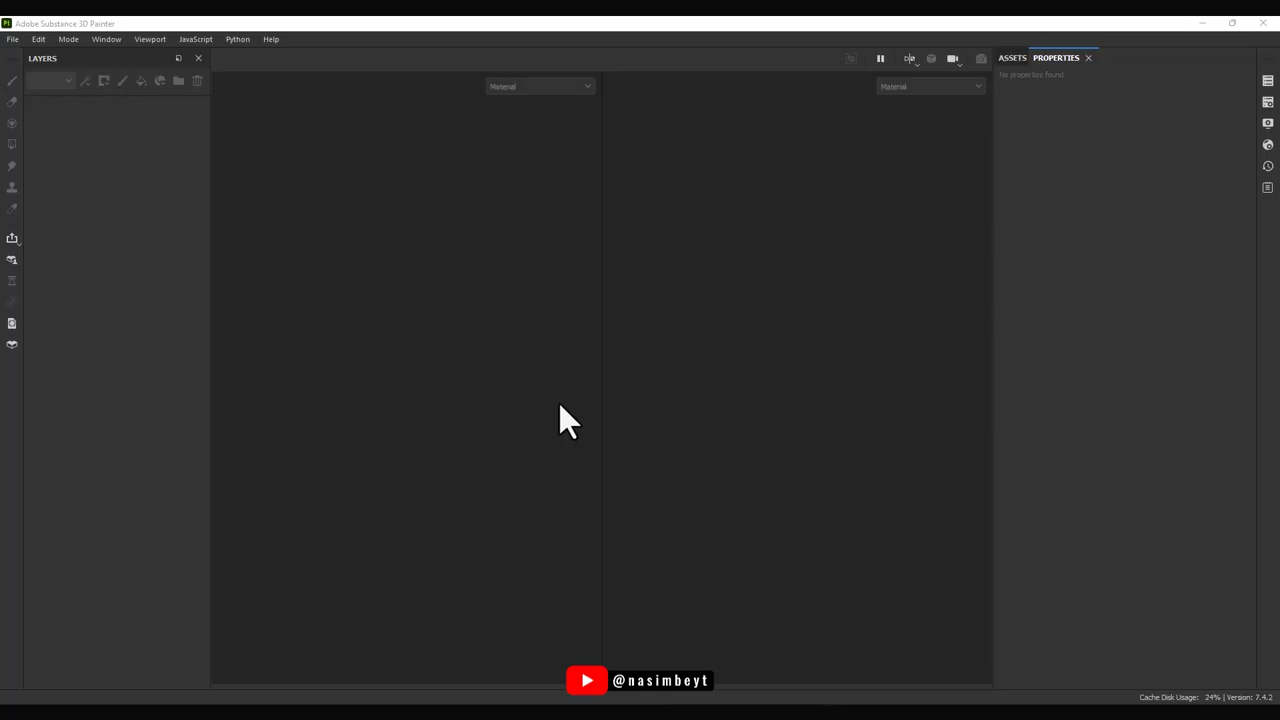 Pt Adobe Substance 3D Painter
File Edit Mode Window Viewport JavaScript Python Help
LAYERS
ASSETS PROPERTIES
No properties found
Material
Material
@nasimbeyt
Cache Disk Usage: 24% | Version: 7.4.2